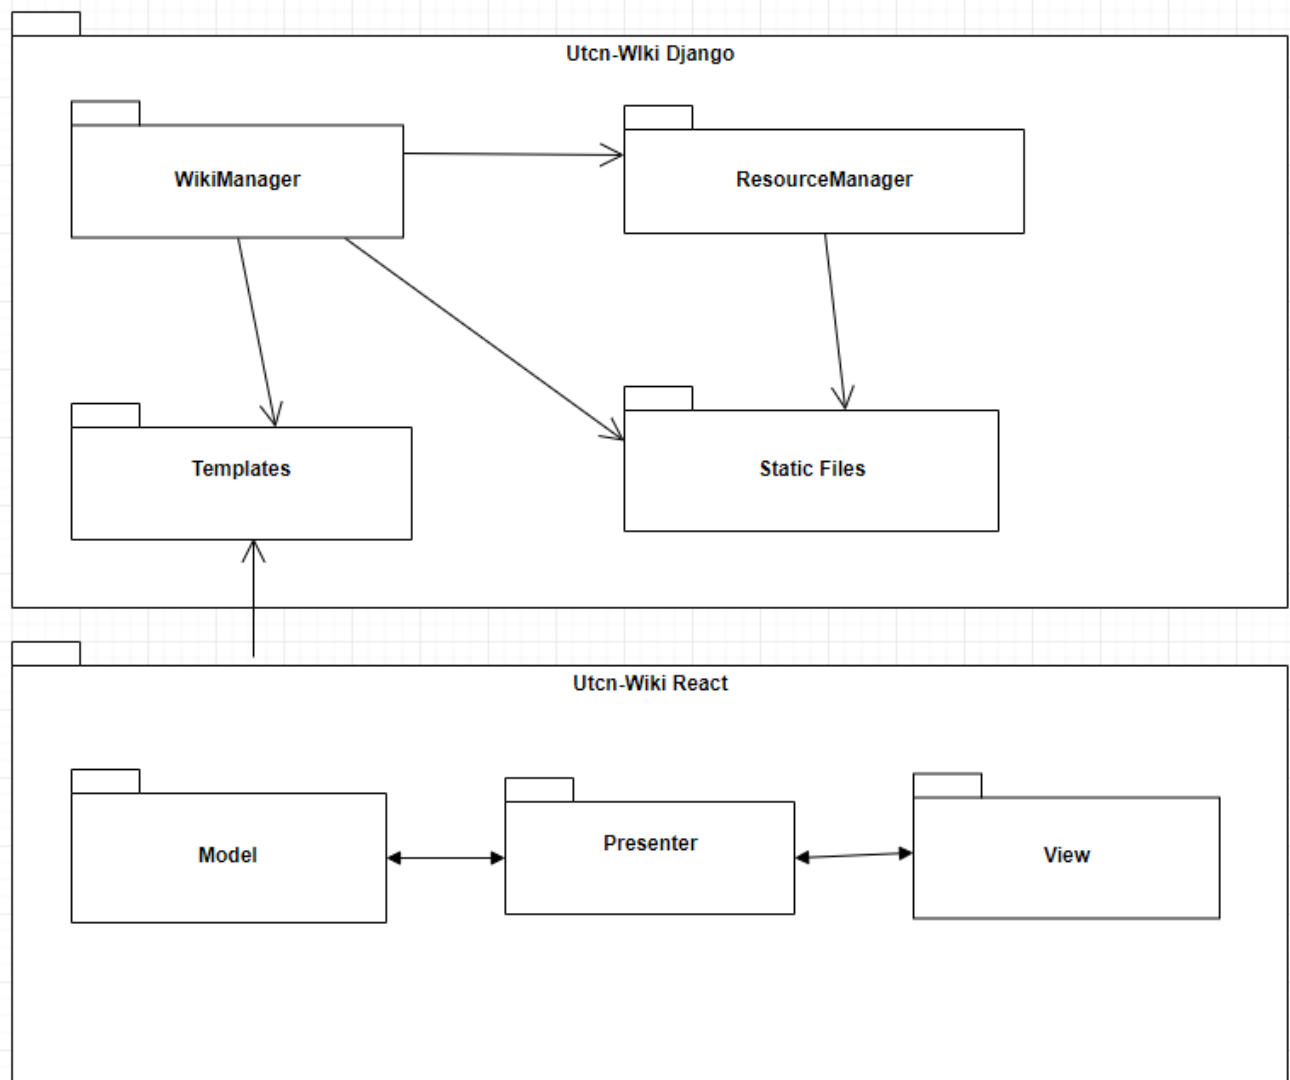 Utcn-WIki Django
WikiManager
ResourceManager
Templates
Static Files
Utcn-Wiki React
Model
Presenter
View